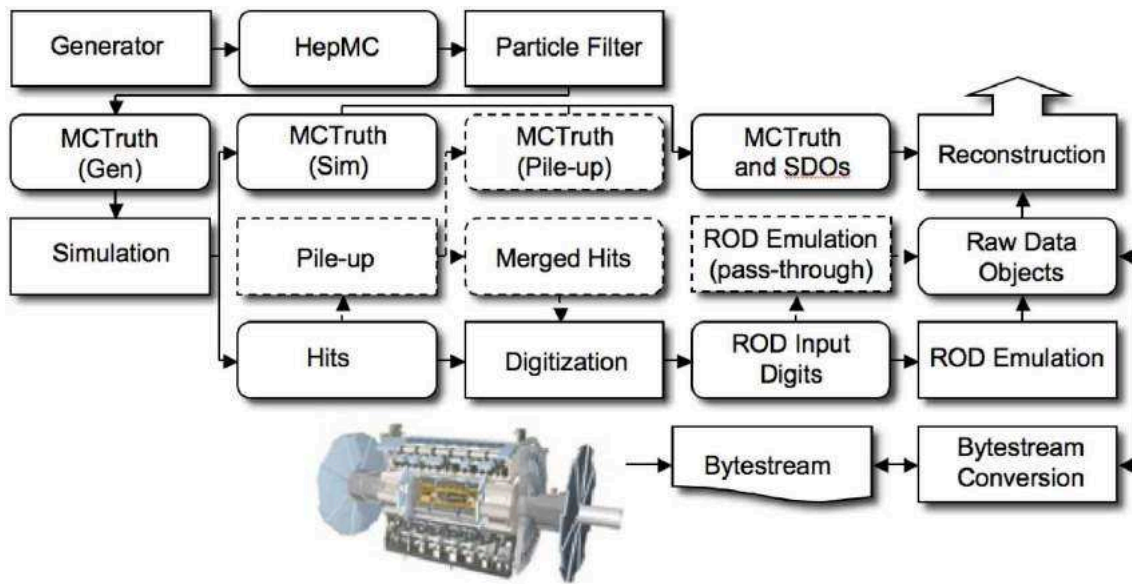 Generator
HepMC
Particle Filter
MCTruth
(Gen)
MCTruth
(Sim)
MCTruth
(Pile-up)
MCTruth
and SDOs
Reconstruction
Simulation
Pile-up
Merged Hits
ROD Emulation
(pass-through)
Raw Data
Objects
Hits
Digitization
ROD Input
Digits
ROD Emulation
Bytestream
Bytestream
Conversion